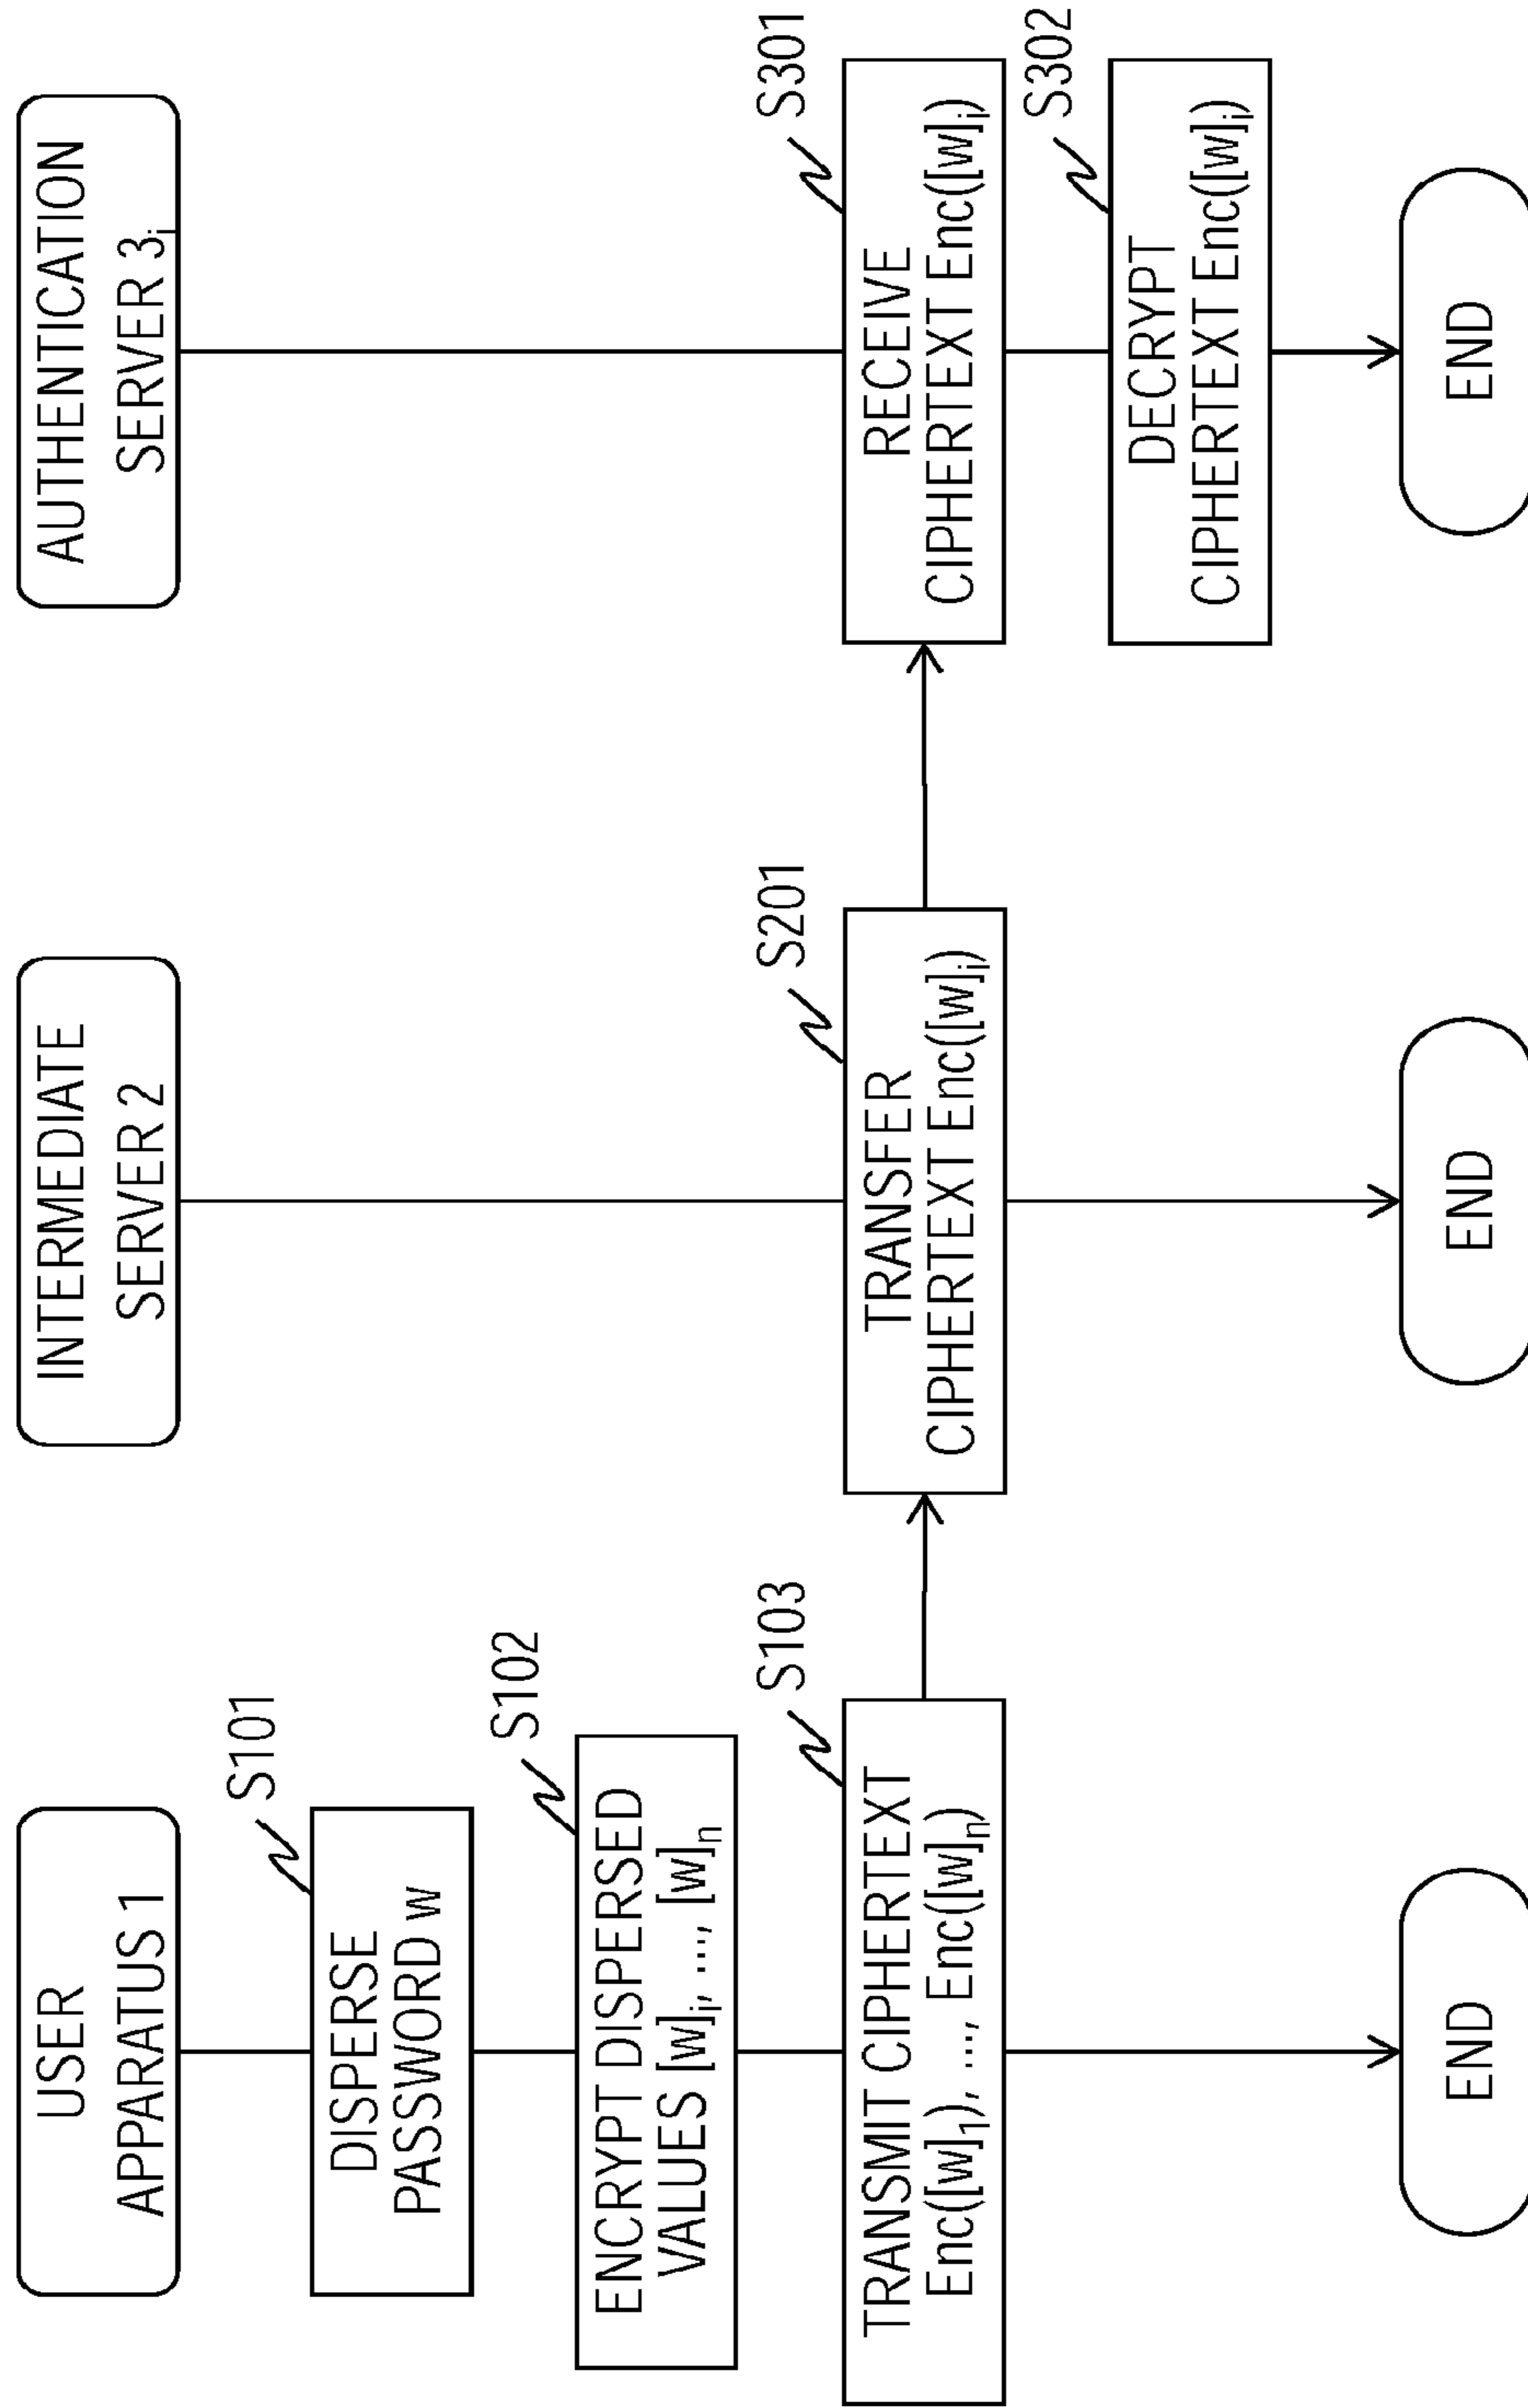 USER
APPARATUS 1
S101
DISPERSE
PASSWORD w
S102
ENCRYPT DISPERSED
VALUES [w]i, ..., [w]n
S103
TRANSMIT CIPHERTEXT
Enc([w]1), ..., Enc([w]n)
END
INTERMEDIATE
SERVER 2
S201
TRANSFER
CIPHERTEXT Enc([w]i)
END
AUTHENTICATION
SERVER 3i
S301
RECEIVE
CIPHERTEXT Enc([w]i)
S302
DECRYPT
CIPHERTEXT Enc([w]i)
END